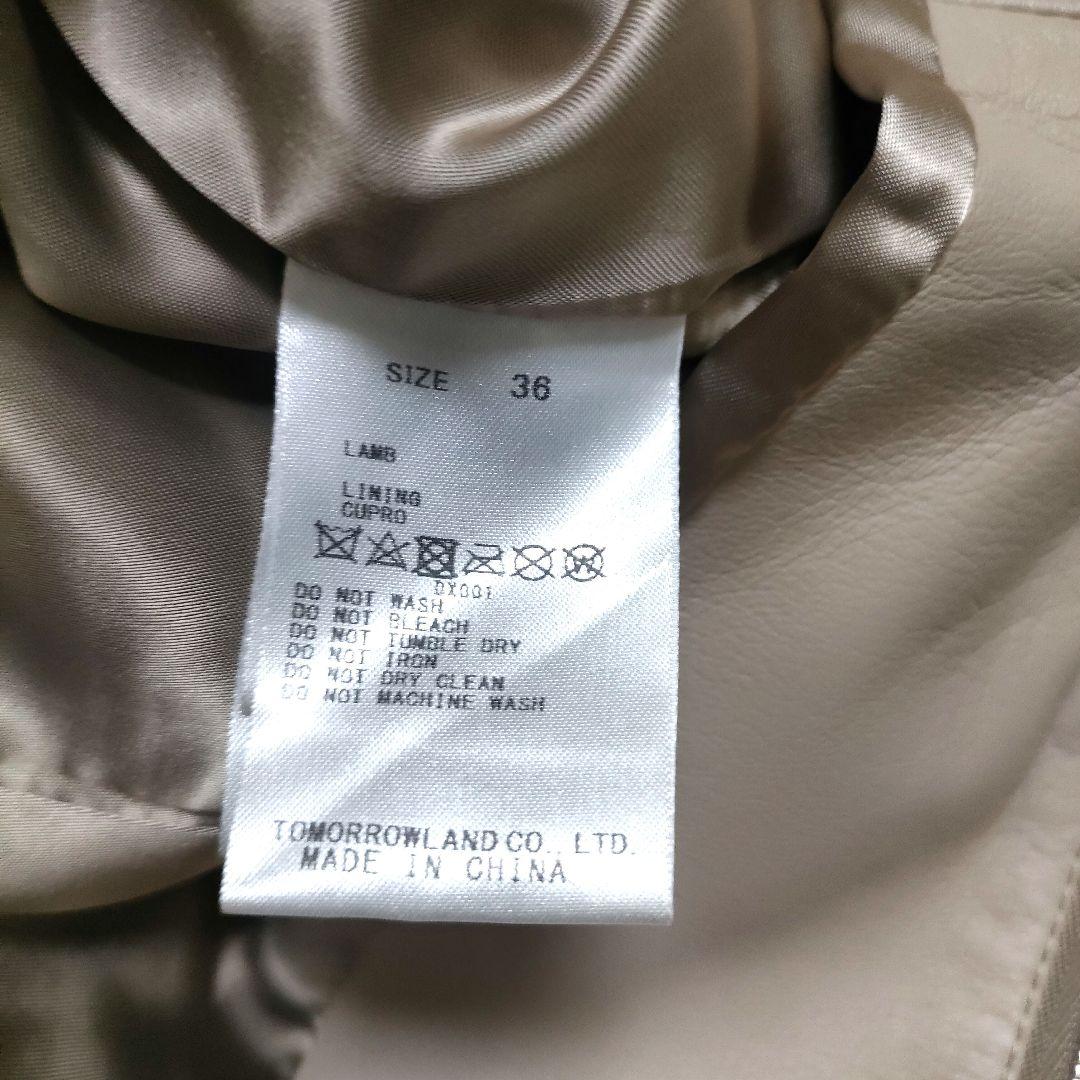 SIZE 36
LAMB
LINING
CUPRO
DX001
DO NOT WASH
DO NOT BLEACH
DO NOT TUMBLE DRY
DO NOT IRON
DO NOT DRY CLEAN
DO NOT MACHINE WASH
TOMORROWLAND CO., LTD.
MADE IN CHINA